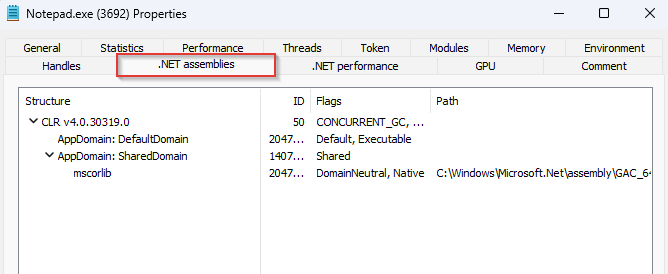 Notepad.exe (3692) Properties
General Statistics Performance Threads Token Modules Memory Environment
Handles .NET assemblies .NET performance GPU Comment
Structure ID Flags Path
CLR v4.0.30319.0 50 CONCURRENT_GC, ...
AppDomain: DefaultDomain 2047... Default, Executable
AppDomain: SharedDomain 1407... Shared
mscorlib 2047... DomainNeutral, Native C:\Windows\Microsoft.Net\assembly\GAC_64